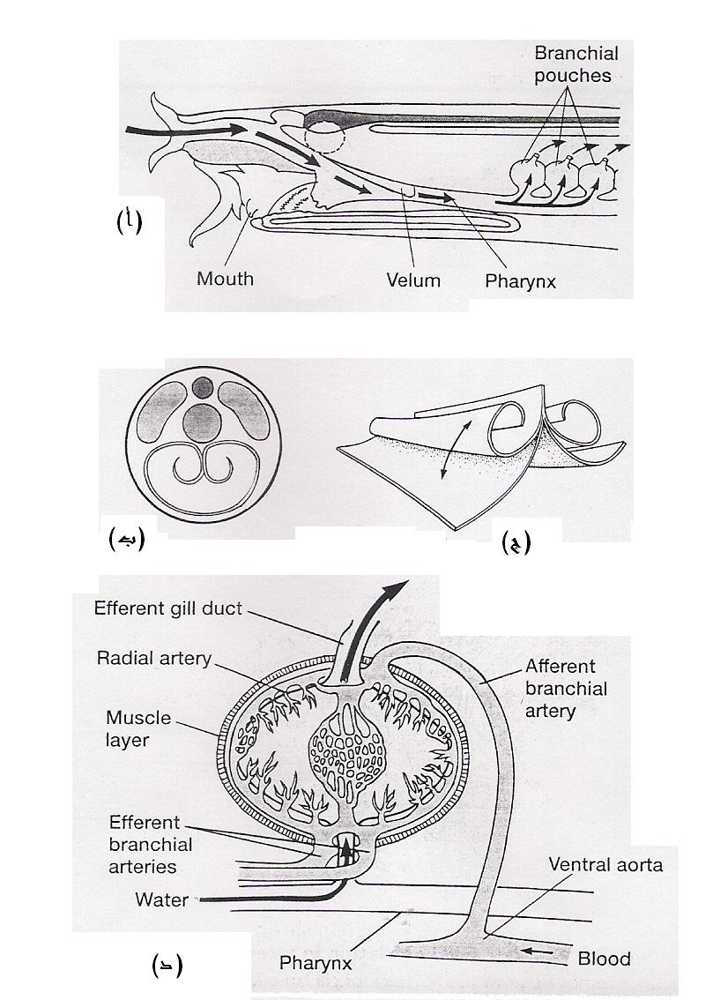 Branchial
pouches
(أ)
Mouth
Velum
Pharynx
(ب)
(ج)
Efferent gill duct
Radial artery
Afferent
branchial
artery
Muscle
layer
Efferent
branchial
arteries
Ventral aorta
Water
Pharynx
Blood
(د)